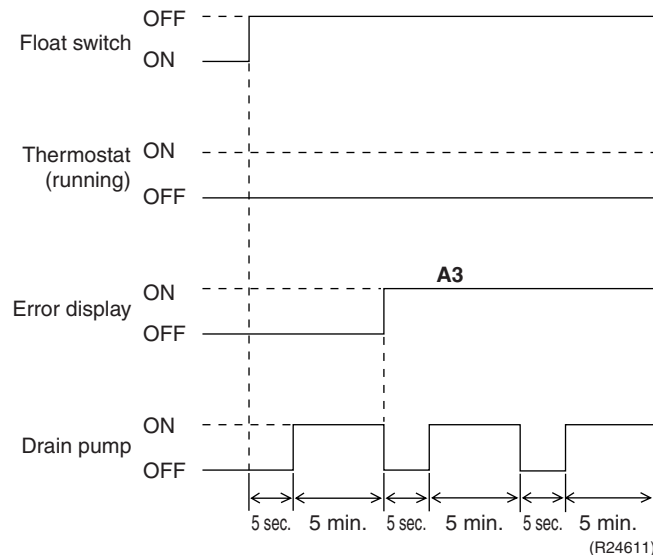 OFF
Float switch
ON
Thermostat ON
(running)
OFF
A3
ON
Error display
OFF
ON
Drain pump
OFF
5 sec. 5 min. 5 sec. 5 min. 5 sec. 5 min.
(R24611)